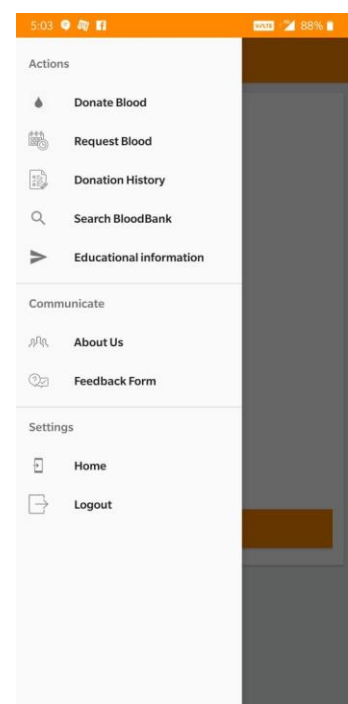 5:03 VoLTE 88%
Actions
Donate Blood
Request Blood
Donation History
Search BloodBank
Educational information
Communicate
About Us
Feedback Form
Settings
Home
Logout